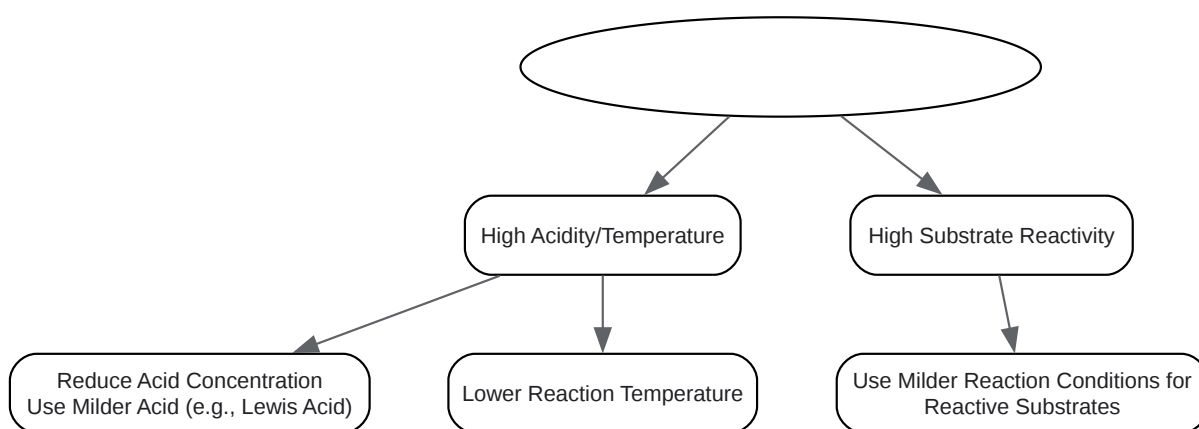 High Acidity/Temperature
High Substrate Reactivity
Reduce Acid Concentration
Use Milder Acid (e.g., Lewis Acid)
Lower Reaction Temperature
Use Milder Reaction Conditions for
Reactive Substrates